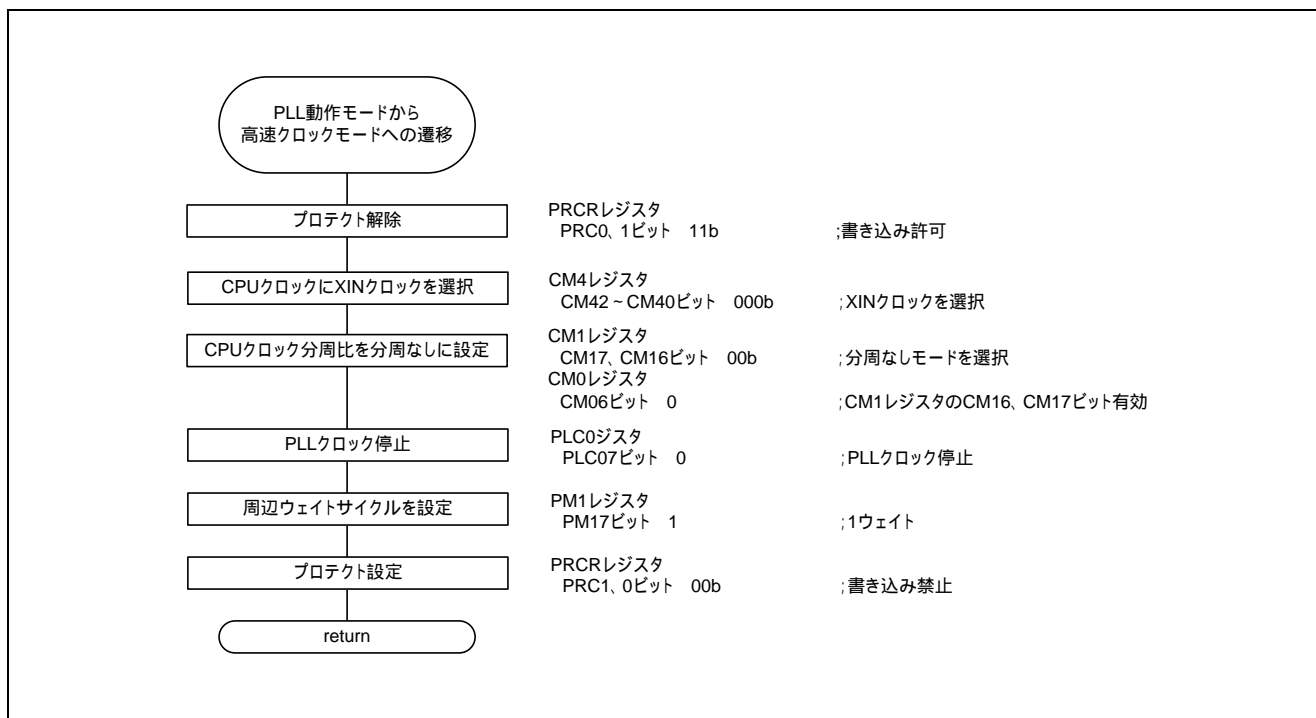 PLL動作モードから
高速クロックモードへの遷移
プロテクト解除
PRCRレジスタ
PRC0、1ビット 11b ;書き込み許可
CPUクロックにXINクロックを選択
CM4レジスタ
CM42~CM40ビット 000b ;XINクロックを選択
CPUクロック分周比を分周なしに設定
CM1レジスタ
CM17、CM16ビット 00b ;分周なしモードを選択
CM0レジスタ
CM06ビット 0 ;CM1レジスタのCM16、CM17ビット有効
PLLクロック停止
PLC0ジスタ
PLC07ビット 0 ;PLLクロック停止
周辺ウェイトサイクルを設定
PM1レジスタ
PM17ビット 1 ;1ウェイト
プロテクト設定
PRCRレジスタ
PRC1、0ビット 00b ;書き込み禁止
return